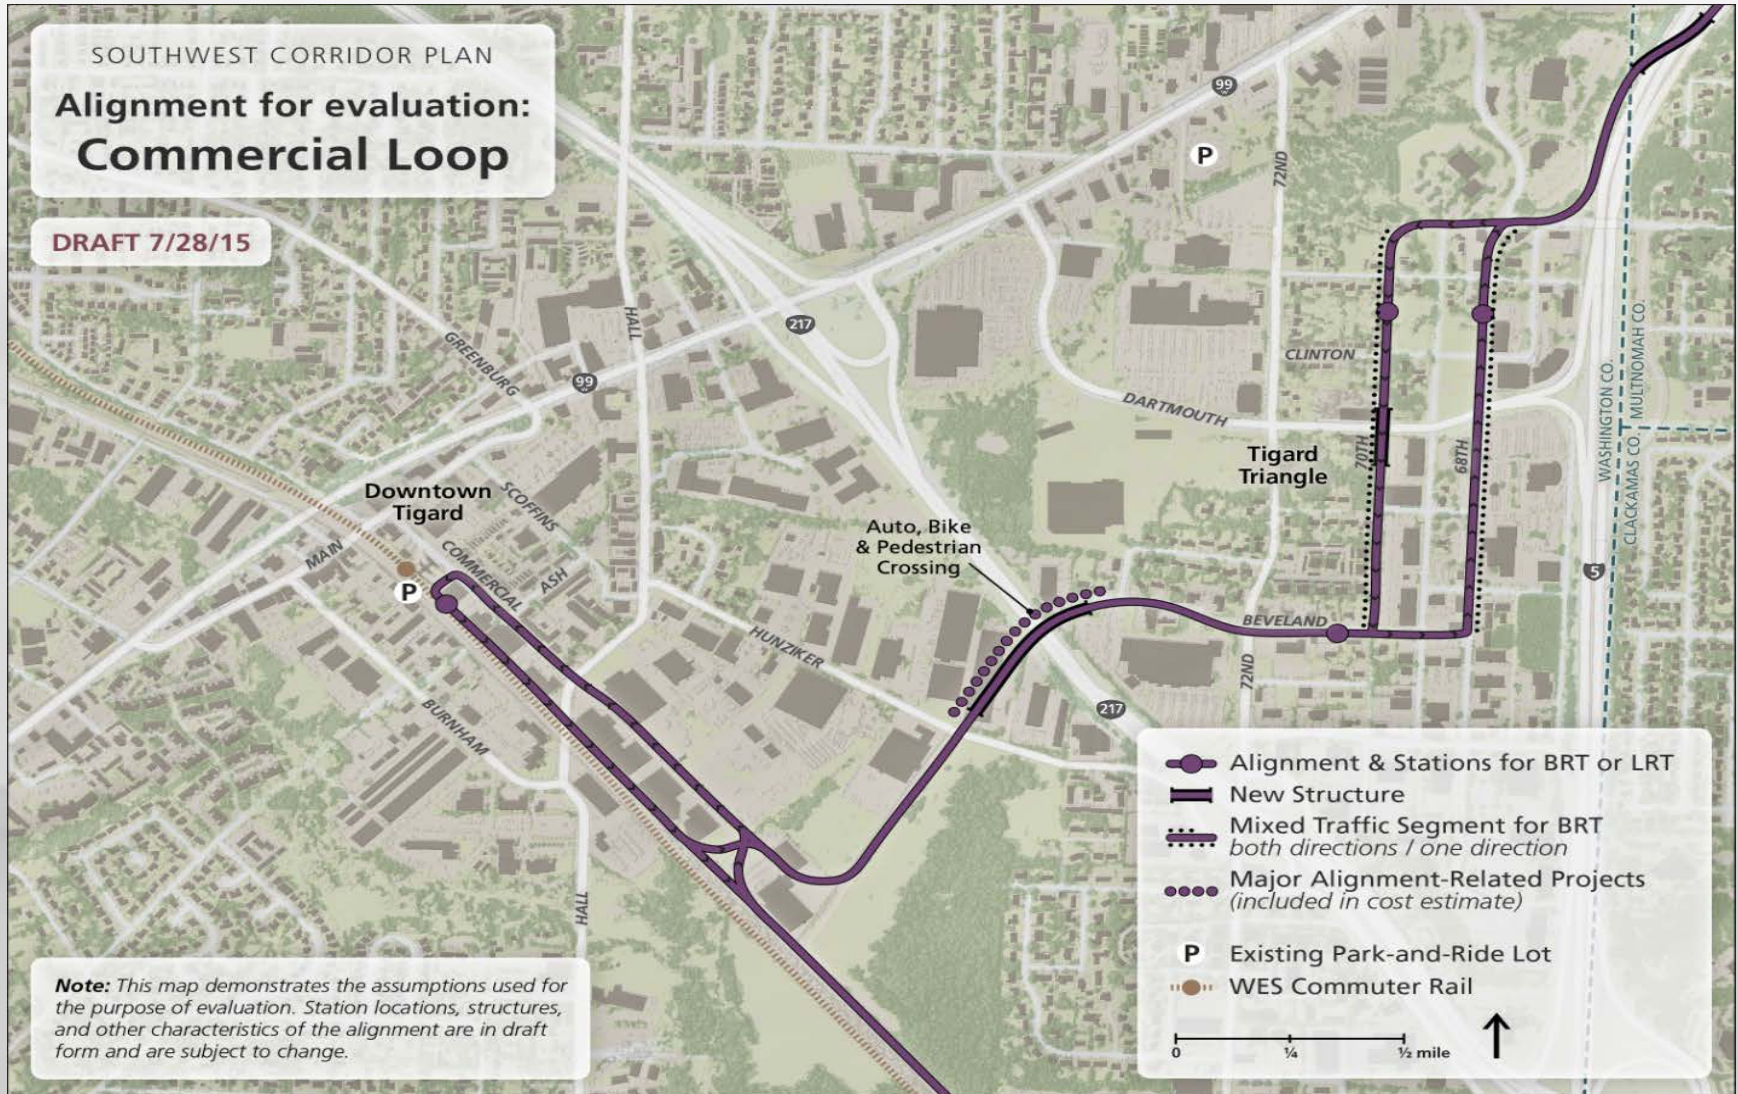 SOUTHWEST CORRIDOR PLAN
Alignment for evaluation:
Commercial Loop
DRAFT 7/28/15
99
W
P
72ND
HALL
217
GREENBURG
99
W
CLINTON
DARTMOUTH
WASHINGTON CO.
MULTNOMAH CO.
CLACKAMAS CO.
70TH
68TH
Tigard
Triangle
Downtown
Tigard
SCOFFINS
Auto, Bike
& Pedestrian
Crossing
MAIN
COMMERCIAL
ASH
P
5
HUNZIKER
BEVELAND
72ND
BURNHAM
217
HALL
Alignment & Stations for BRT or LRT
New Structure
Mixed Traffic Segment for BRT
both directions / one direction
Major Alignment-Related Projects
(included in cost estimate)
P Existing Park-and-Ride Lot
WES Commuter Rail
0 ¼ ½ mile
Note: This map demonstrates the assumptions used for
the purpose of evaluation. Station locations, structures,
and other characteristics of the alignment are in draft
form and are subject to change.